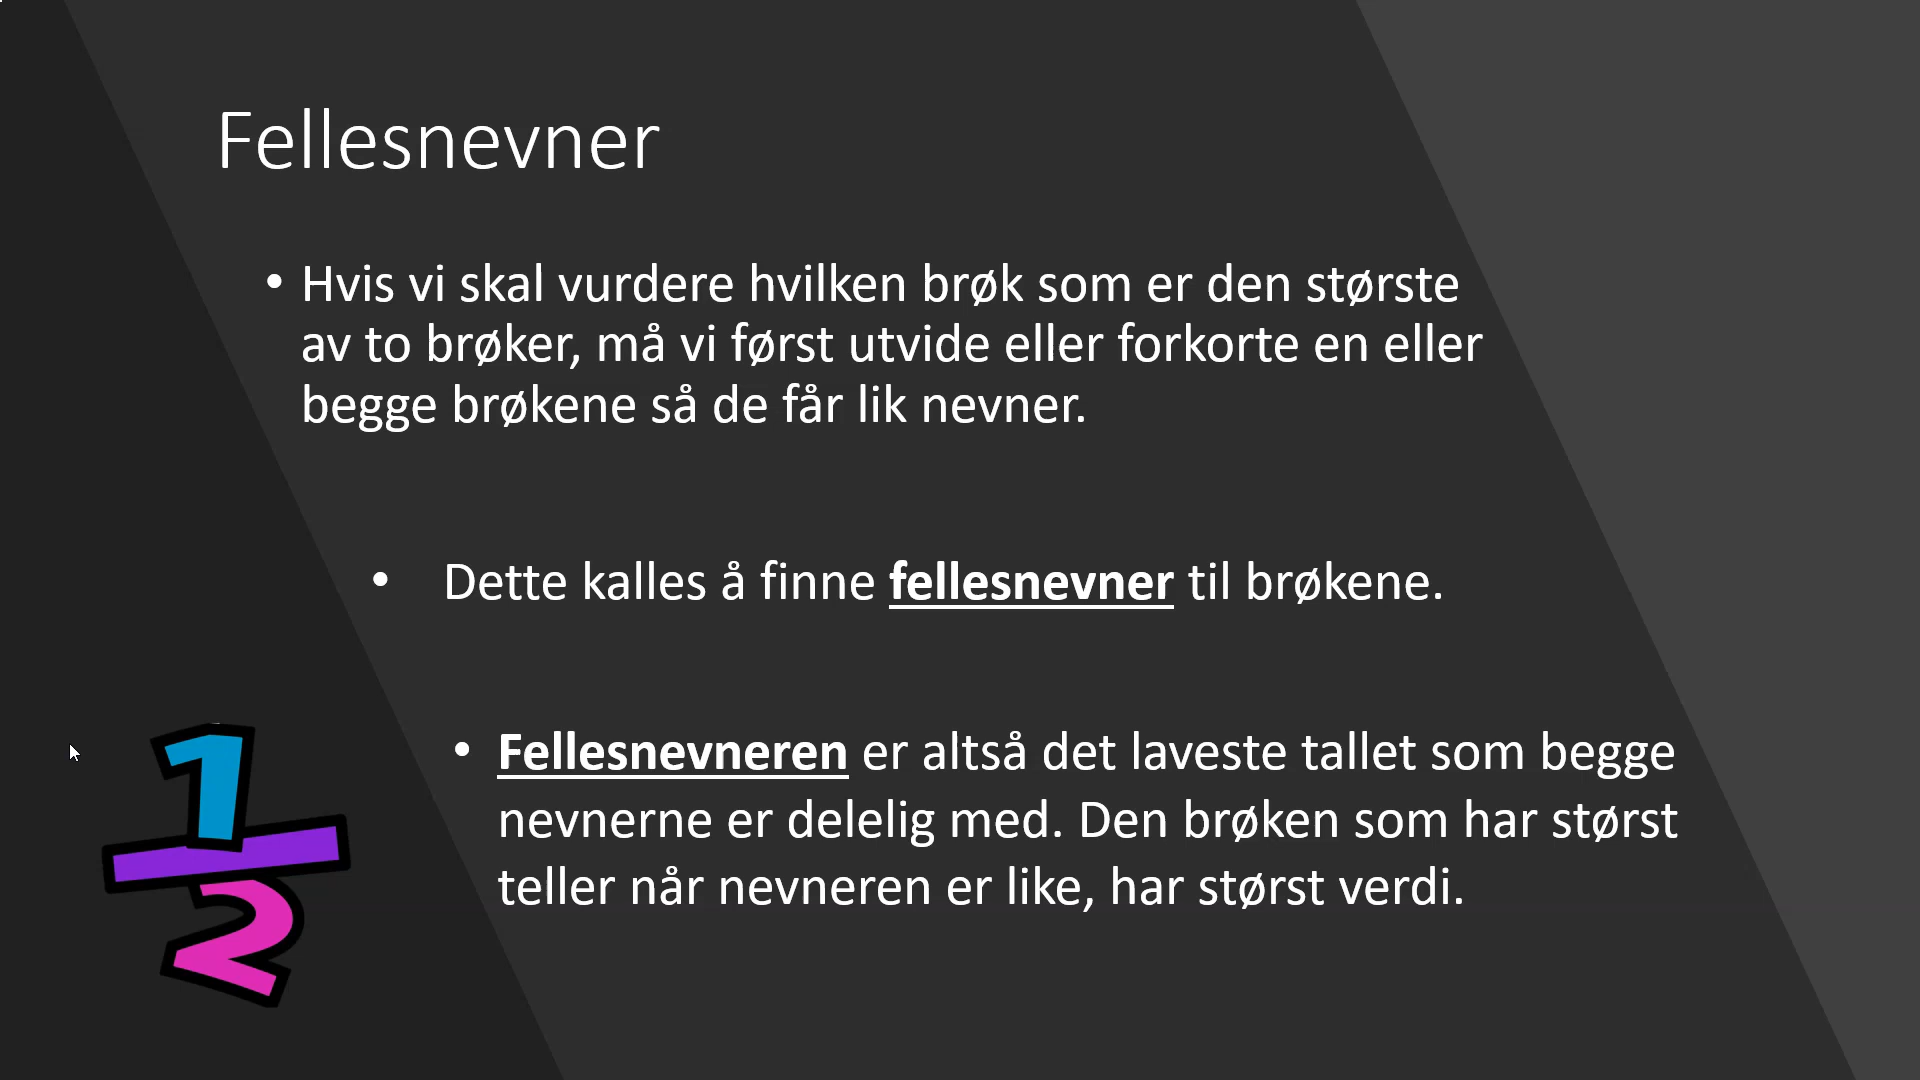 Fellesnevner
• Hvis vi skal vurdere hvilken brøk som er den største
av to brøker, må vi først utvide eller forkorte en eller
begge brøkene så de får lik nevner.
• Dette kalles å finne fellesnevner til brøkene.
• Fellesnevneren er altså det laveste tallet som begge
nevnerne er delelig med. Den brøken som har størst
teller når nevneren er like, har størst verdi.
1
2